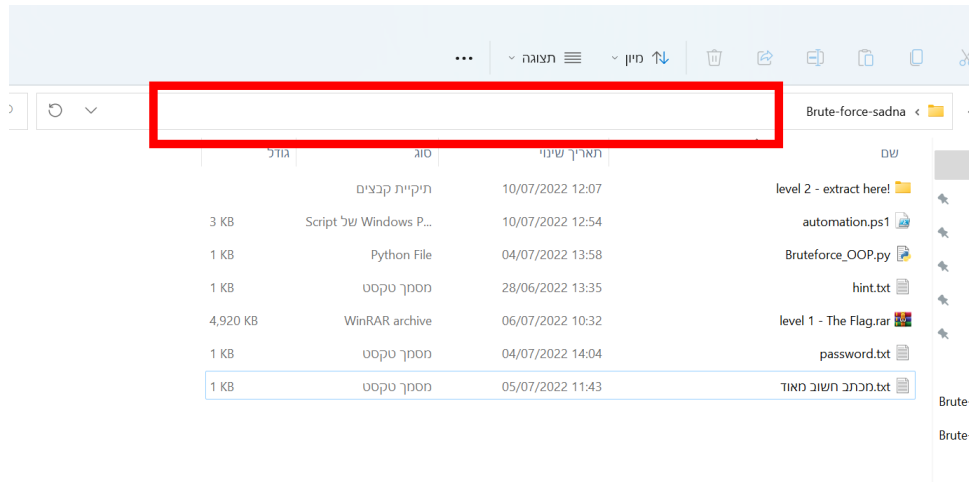 מיון תצוגה •••
Brute-force-sadna
שם תאריך שינוי סוג גודל
level 2 - extract here! 10/07/2022 12:07 תיקיית קבצים
automation.ps1 10/07/2022 12:54 Script של Windows P... 3 KB
Bruteforce_OOP.py 04/07/2022 13:58 Python File 1 KB
hint.txt 28/06/2022 13:35 מסמך טקסט 1 KB
level 1 - The Flag.rar 06/07/2022 10:32 WinRAR archive 4,920 KB
password.txt 04/07/2022 14:04 מסמך טקסט 1 KB
מכתב חשוב מאוד.txt 05/07/2022 11:43 מסמך טקסט 1 KB
Brute-
Brute-